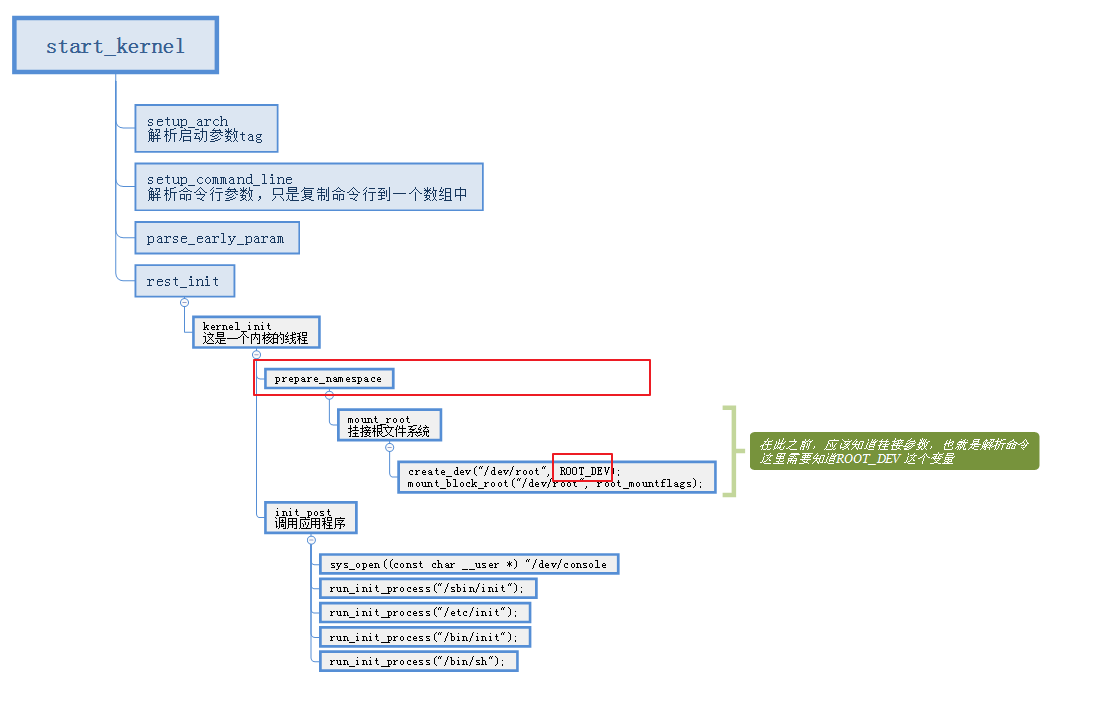 start_kernel
setup_arch
解析启动参数tag
setup_command_line
解析命令行参数,只是复制命令行到一个数组中
parse_early_param
rest_init
kernel_init
这是一个内核的线程
prepare_namespace
mount_root
挂接根文件系统
create_dev("/dev/root", ROOT_DEV);
mount_block_root("/dev/root", root_mountflags);
在此之前，应该知道挂接参数，也就是解析命令
这里需要知道ROOT_DEV 这个变量
init_post
调用应用程序
sys_open((const char __user *) "/dev/console
run_init_process("/sbin/init");
run_init_process("/etc/init");
run_init_process("/bin/init");
run_init_process("/bin/sh");